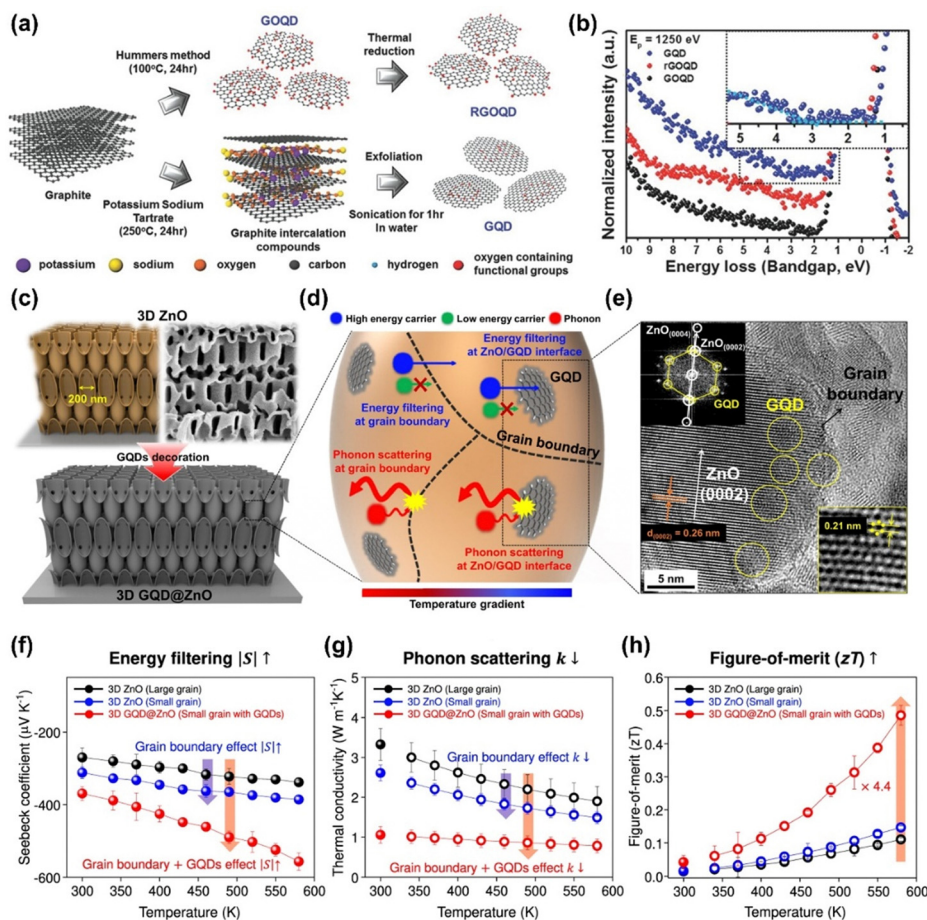 (a)
GOQD
Hummers method
(100°C, 24hr)
Thermal
reduction
RGOQD
Graphite
Potassium Sodium
Tartrate
(250°C, 24hr)
Graphite intercalation
compounds
Exfoliation
Sonication for 1hr
In water
GQD
potassium
sodium
oxygen
carbon
hydrogen
oxygen containing
functional groups
(b)
Normalized intensity (a.u.)
Eₚ = 1250 eV
GQD
rGOQD
GOQD
5 4 3 2 1
10 9 8 7 6 5 4 3 2 1 0 -1 -2
Energy loss (Bandgap, eV)
(c)
3D ZnO
200 nm
GQDs decoration
3D GQD@ZnO
(d)
High energy carrier
Low energy carrier
Phonon
Energy filtering
at ZnO/GQD interface
GQD
Energy filtering
at grain boundary
Grain boundary
Phonon scattering
at grain boundary
Phonon scattering
at ZnO/GQD interface
Temperature gradient
(e)
ZnO
(0004)
ZnO
(0002)
GQD
Grain
boundary
GQD
ZnO
(0002)
d(0002) = 0.26 nm
0.21 nm
5 nm
(f)
Energy filtering |S| ↑
3D ZnO (Large grain)
3D ZnO (Small grain)
3D GQD@ZnO (Small grain with GQDs)
Seebeck coefficient (µV K⁻¹)
-200
-400
-600
Grain boundary effect |S|↑
Grain boundary + GQDs effect |S|↑
300 350 400 450 500 550 600
Temperature (K)
(g)
Phonon scattering k ↓
3D ZnO (Large grain)
3D ZnO (Small grain)
3D GQD@ZnO (Small grain with GQDs)
Thermal conductivity (W m⁻¹K⁻¹)
5
4
3
2
1
0
Grain boundary effect k ↓
Grain boundary + GQDs effect k ↓
300 350 400 450 500 550 600
Temperature (K)
(h)
Figure-of-merit (zT) ↑
3D ZnO (Large grain)
3D ZnO (Small grain)
3D GQD@ZnO (Small grain with GQDs)
Figure-of-merit (zT)
0.6
0.5
0.4
0.3
0.2
0.1
0.0
× 4.4
300 350 400 450 500 550 600
Temperature (K)